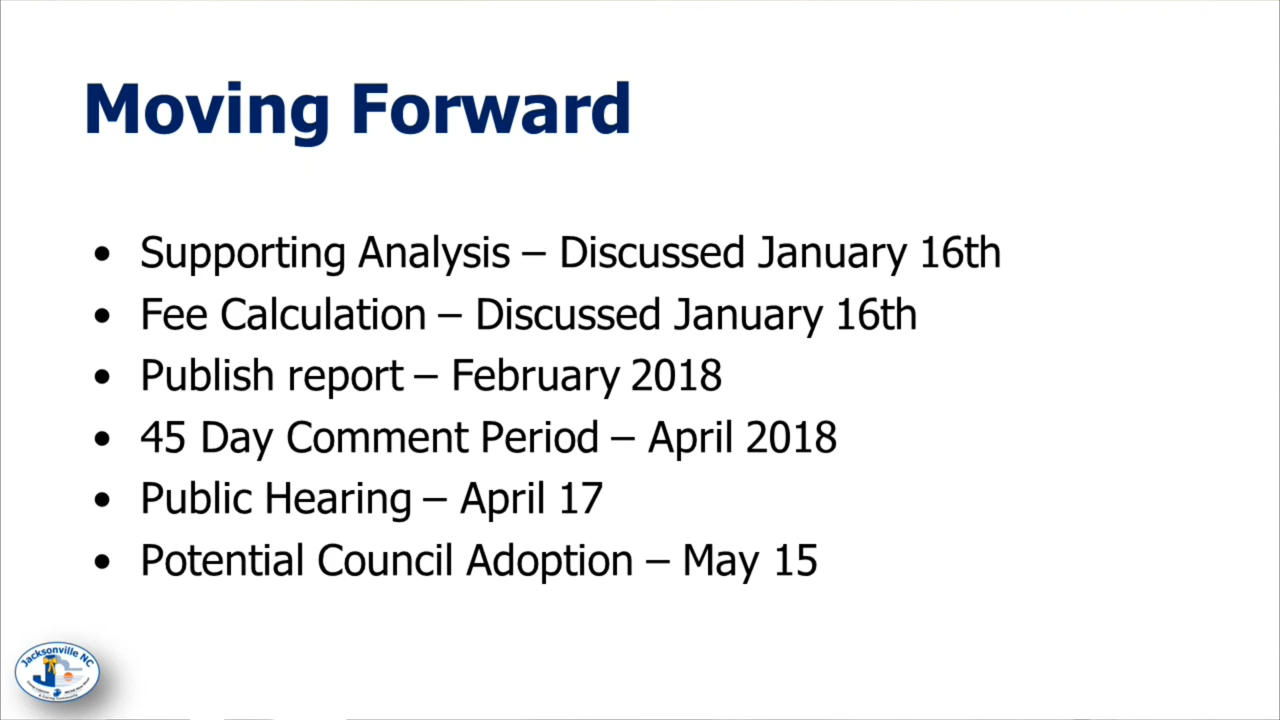 Moving Forward
• Supporting Analysis – Discussed January 16th
• Fee Calculation – Discussed January 16th
• Publish report – February 2018
• 45 Day Comment Period – April 2018
• Public Hearing – April 17
• Potential Council Adoption – May 15
Jacksonville NC